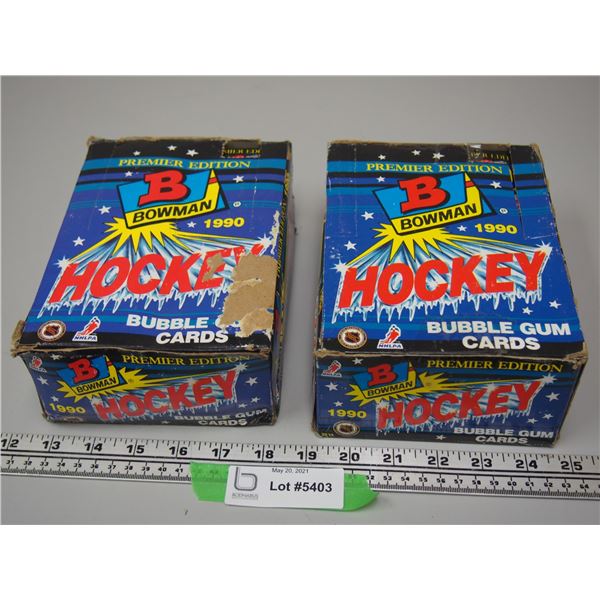 PREMIER EDITION
B
BOWMAN
1990
HOCKEY
BUBBLE
CARDS
NHLPA
PREMIER EDITION
B
BOWMAN
1990
HOCKEY
BUBBLE GUM
CARDS
PREMIER EDITION
B
BOWMAN
1990
HOCKEY
BUBBLE GUM
CARDS
NHLPA
PREMIER EDITION
B
BOWMAN
1990
HOCKEY
BUBBLE GUM
CARDS
12 13 14 15 16 17 18 19 20 21 22 23 24 25
May 20, 2021
Lot #5403